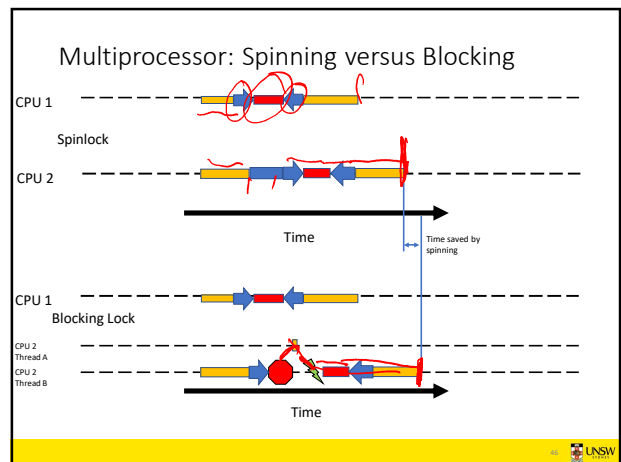 Multiprocessor: Spinning versus Blocking
CPU 1
Spinlock
CPU 2
Time
Time saved by
spinning
CPU 1
Blocking Lock
CPU 2
Thread A
CPU 2
Thread B
Time
46
UNSW
SYDNEY